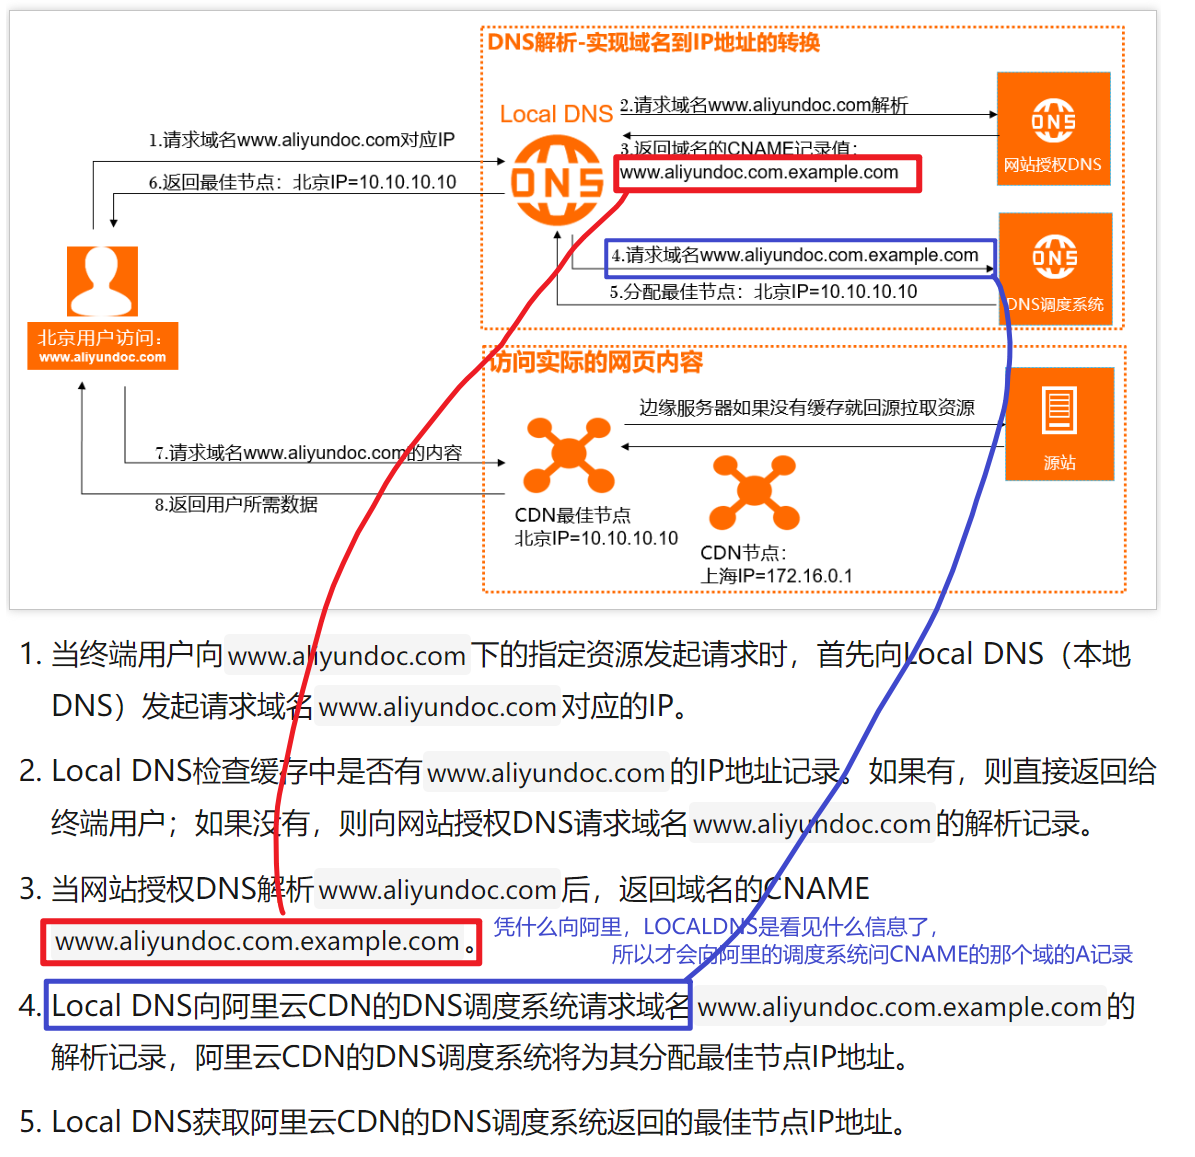 DNS解析-实现域名到IP地址的转换
Local DNS
2.请求域名www.aliyundoc.com解析
1.请求域名www.aliyundoc.com对应IP
3.返回域名的CNAME记录值：
www.aliyundoc.com.example.com
DNS
网站授权DNS
6.返回最佳节点：北京IP=10.10.10.10
DNS
4.请求域名www.aliyundoc.com.example.com
5.分配最佳节点：北京IP=10.10.10.10
DNS
DNS调度系统
北京用户访问：
www.aliyundoc.com
访问实际的网页内容
边缘服务器如果没有缓存就回源拉取资源
源站
7.请求域名www.aliyundoc.com的内容
8.返回用户所需数据
CDN最佳节点
北京IP=10.10.10.10
CDN节点：
上海IP=172.16.0.1
1. 当终端用户向www.aliyundoc.com下的指定资源发起请求时，首先向Local DNS（本地
DNS）发起请求域名www.aliyundoc.com对应的IP。
2. Local DNS检查缓存中是否有www.aliyundoc.com的IP地址记录。如果有，则直接返回给
终端用户；如果没有，则向网站授权DNS请求域名www.aliyundoc.com的解析记录。
3. 当网站授权DNS解析www.aliyundoc.com后，返回域名的CNAME
www.aliyundoc.com.example.com。
凭什么向阿里，LOCALDNS是看见什么信息了，
所以才会向阿里的调度系统问CNAME的那个域的A记录
4. Local DNS向阿里云CDN的DNS调度系统请求域名www.aliyundoc.com.example.com的
解析记录，阿里云CDN的DNS调度系统将为其分配最佳节点IP地址。
5. Local DNS获取阿里云CDN的DNS调度系统返回的最佳节点IP地址。